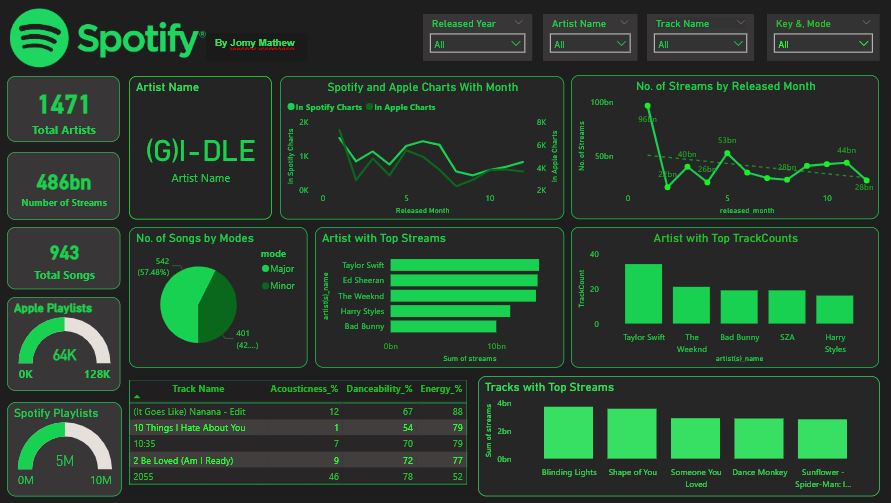 Spotify®
By Jomy Mathew
Released Year
All
Artist Name
All
Track Name
All
Key &, Mode
All
1471
Total Artists
486bn
Number of Streams
943
Total Songs
Apple Playlists
64K
0K
128K
Spotify Playlists
5M
0M
10M
Artist Name
(G)I-DLE
Artist Name
Spotify and Apple Charts With Month
In Spotify Charts
In Apple Charts
In Spotify Charts
2K
1K
0K
8K
6K
4K
2K
In Apple Charts
0
5
10
Released Month
No. of Streams by Released Month
No. of Streams
100bn
50bn
96bn
40bn
26bn
53bn
28bn
44bn
28bn
0
5
10
released_month
No. of Songs by Modes
mode
Major
Minor
542
(57.48%)
401
(42....)
Artist with Top Streams
artist(s)_name
Taylor Swift
Ed Sheeran
The Weeknd
Harry Styles
Bad Bunny
0bn
10bn
Sum of streams
Artist with Top TrackCounts
TrackCount
40
20
0
Taylor Swift
The Weeknd
Bad Bunny
SZA
Harry Styles
artist(s)_name
Track Name Acousticness_% Danceability_% Energy_%
(It Goes Like) Nanana - Edit 12 67 88
10 Things I Hate About You 1 54 79
10:35 7 70 79
2 Be Loved (Am I Ready) 9 72 77
2055 46 78 52
Tracks with Top Streams
Sum of streams
4bn
2bn
0bn
Blinding Lights
Shape of You
Someone You Loved
Dance Monkey
Sunflower - Spider-Man: I...